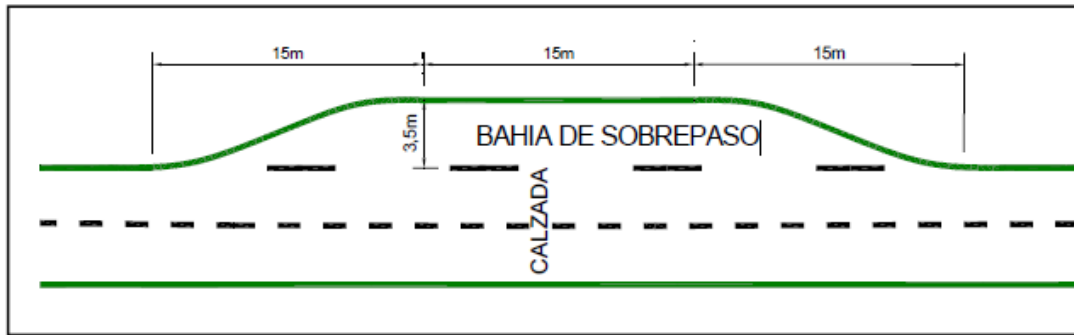 15m
15m
15m
3,5m
BAHIA DE SOBREPASO
CALZADA